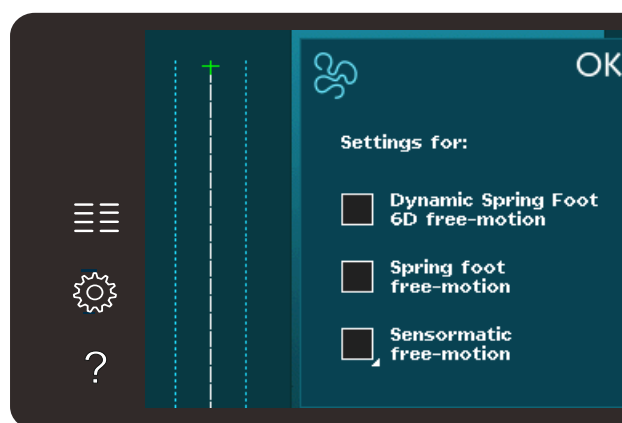 OK
Settings for:
Dynamic Spring Foot
6D free-motion
Spring foot
free-motion
Sensormatic
free-motion
?